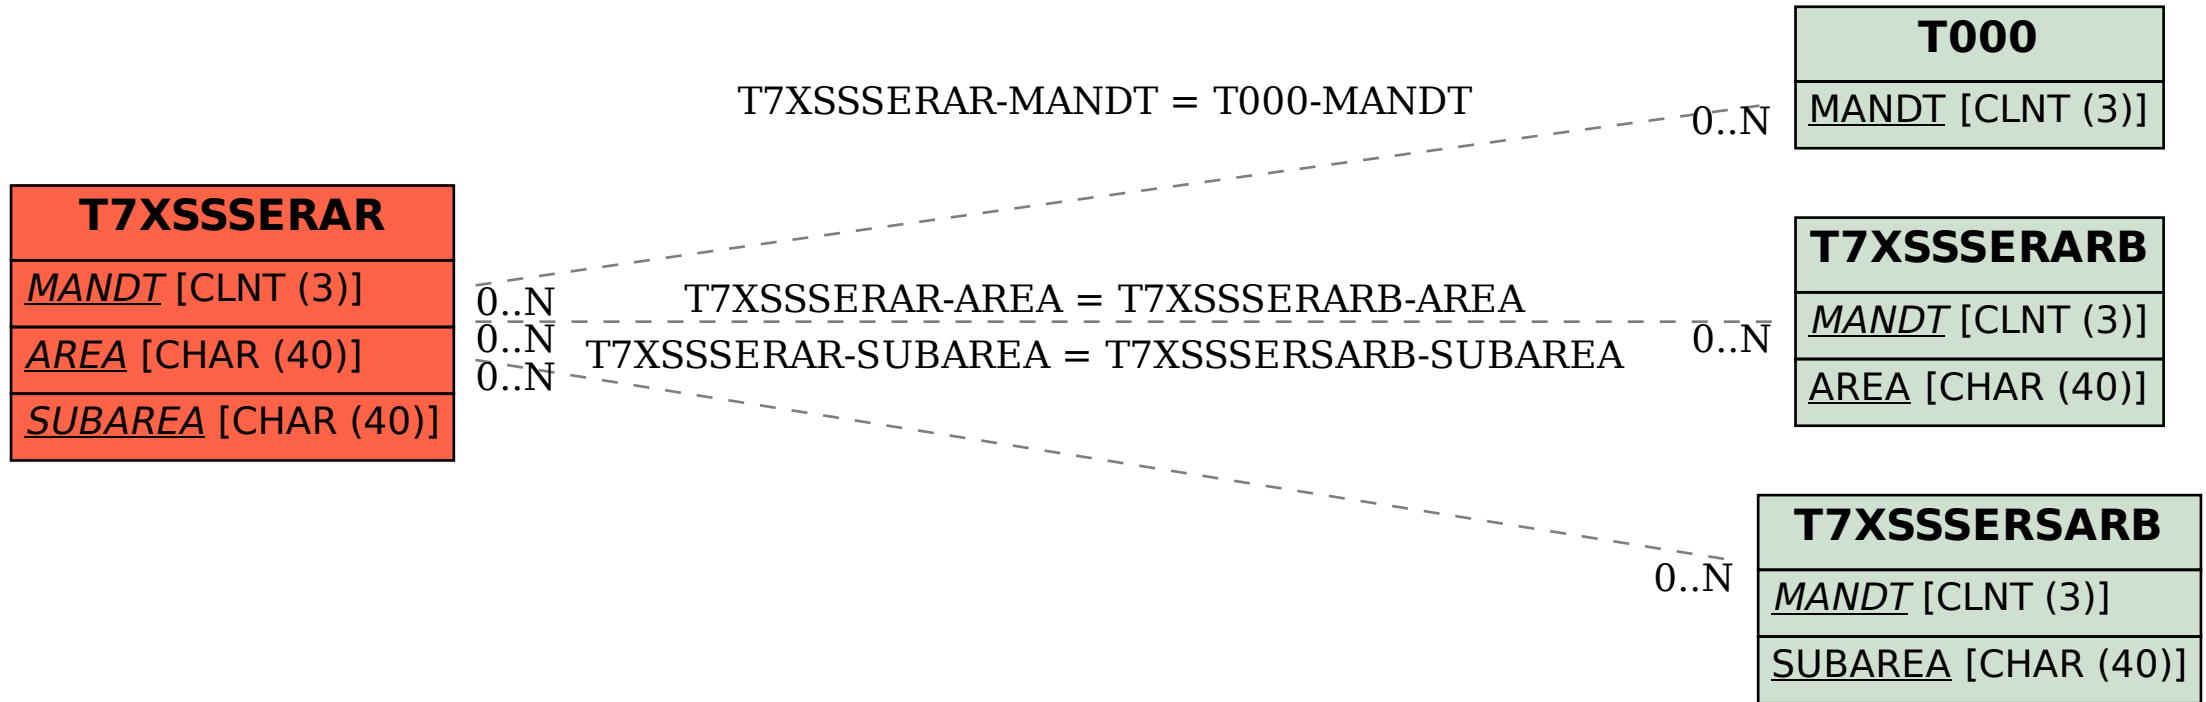 T7XSSSERAR
MANDT [CLNT (3)]
AREA [CHAR (40)]
SUBAREA [CHAR (40)]
T7XSSSERAR-MANDT = T000-MANDT
0..N
0..N
T7XSSSERAR-AREA = T7XSSSERARB-AREA
0..N
0..N
T7XSSSERAR-SUBAREA = T7XSSSERSARB-SUBAREA
0..N
0..N
T000
MANDT [CLNT (3)]
T7XSSSERARB
MANDT [CLNT (3)]
AREA [CHAR (40)]
T7XSSSERSARB
MANDT [CLNT (3)]
SUBAREA [CHAR (40)]